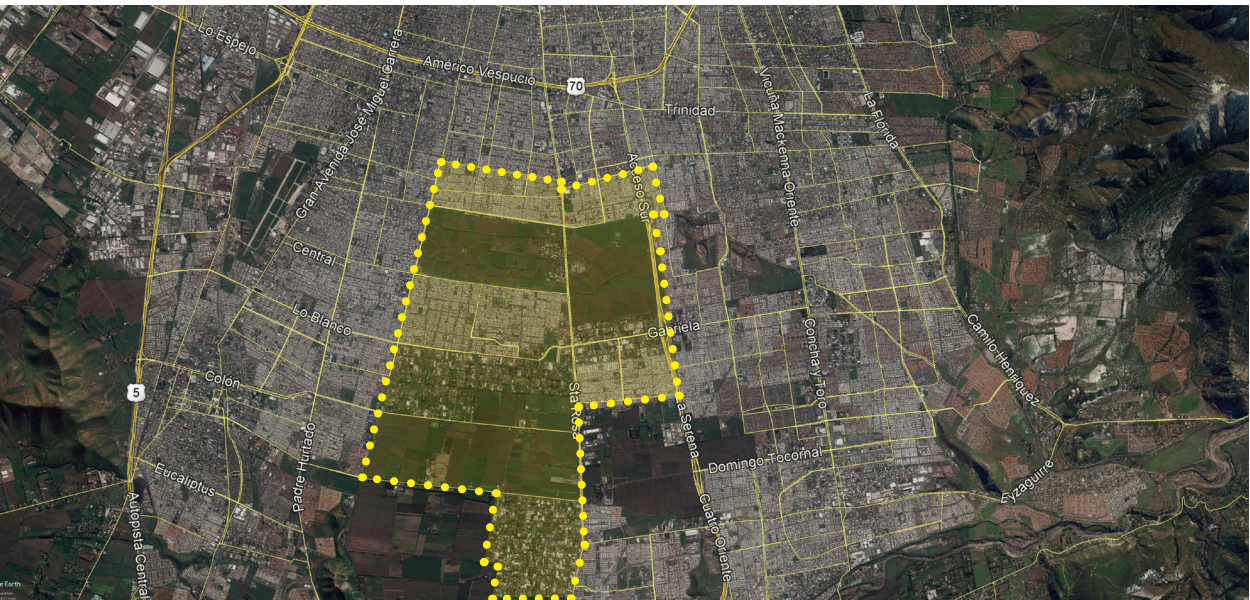 Lo Espejo
Gran Avenida José Miguel Carrera
Américo Vespucio
70
Trinidad
Vicuña Mackenna Oriente
La Florida
Acceso Sur
Central
Lo Blanco
Gabriela
Camilo Henríquez
Concha y Toro
Colón
5
Sta Rosa
Padre Hurtado
La Serena
Domingo Tocornal
Eucaliptus
Eyzaguirre
Autopista Central
Cuatro Oriente
e Earth